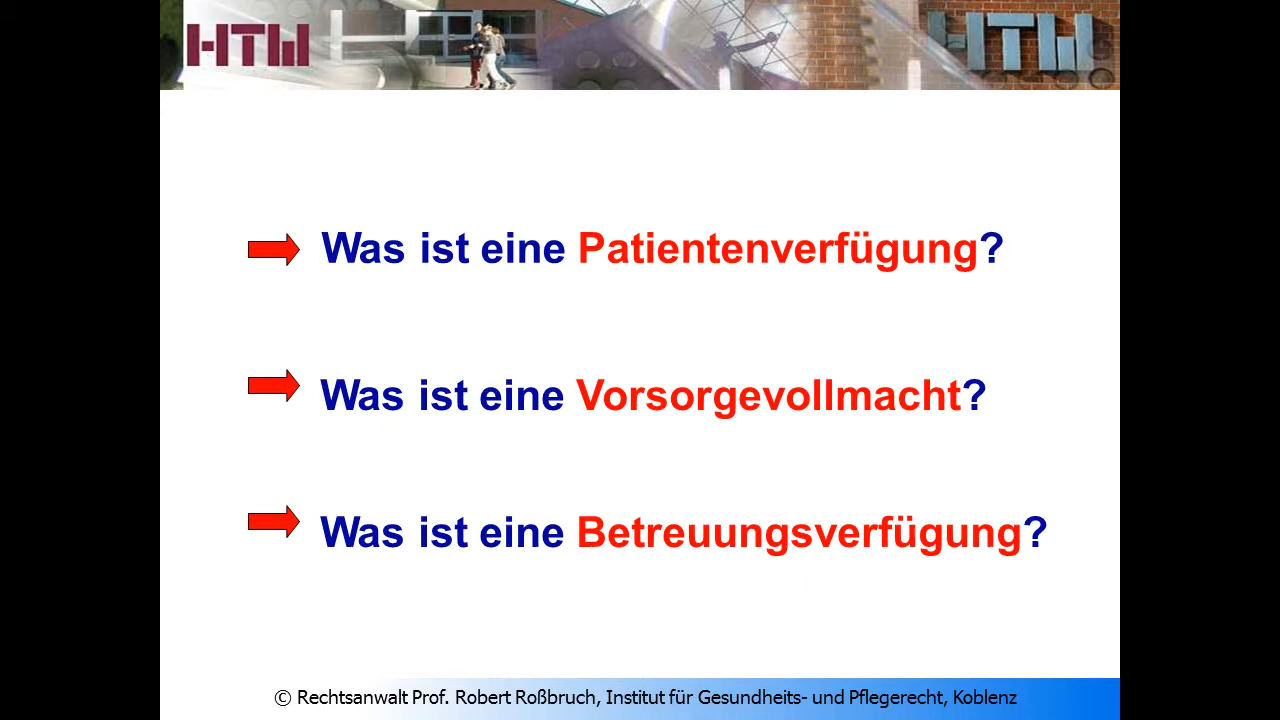 HTW HTW
Was ist eine Patientenverfügung?
Was ist eine Vorsorgevollmacht?
Was ist eine Betreuungsverfügung?
© Rechtsanwalt Prof. Robert Roßbruch, Institut für Gesundheits- und Pflegerecht, Koblenz